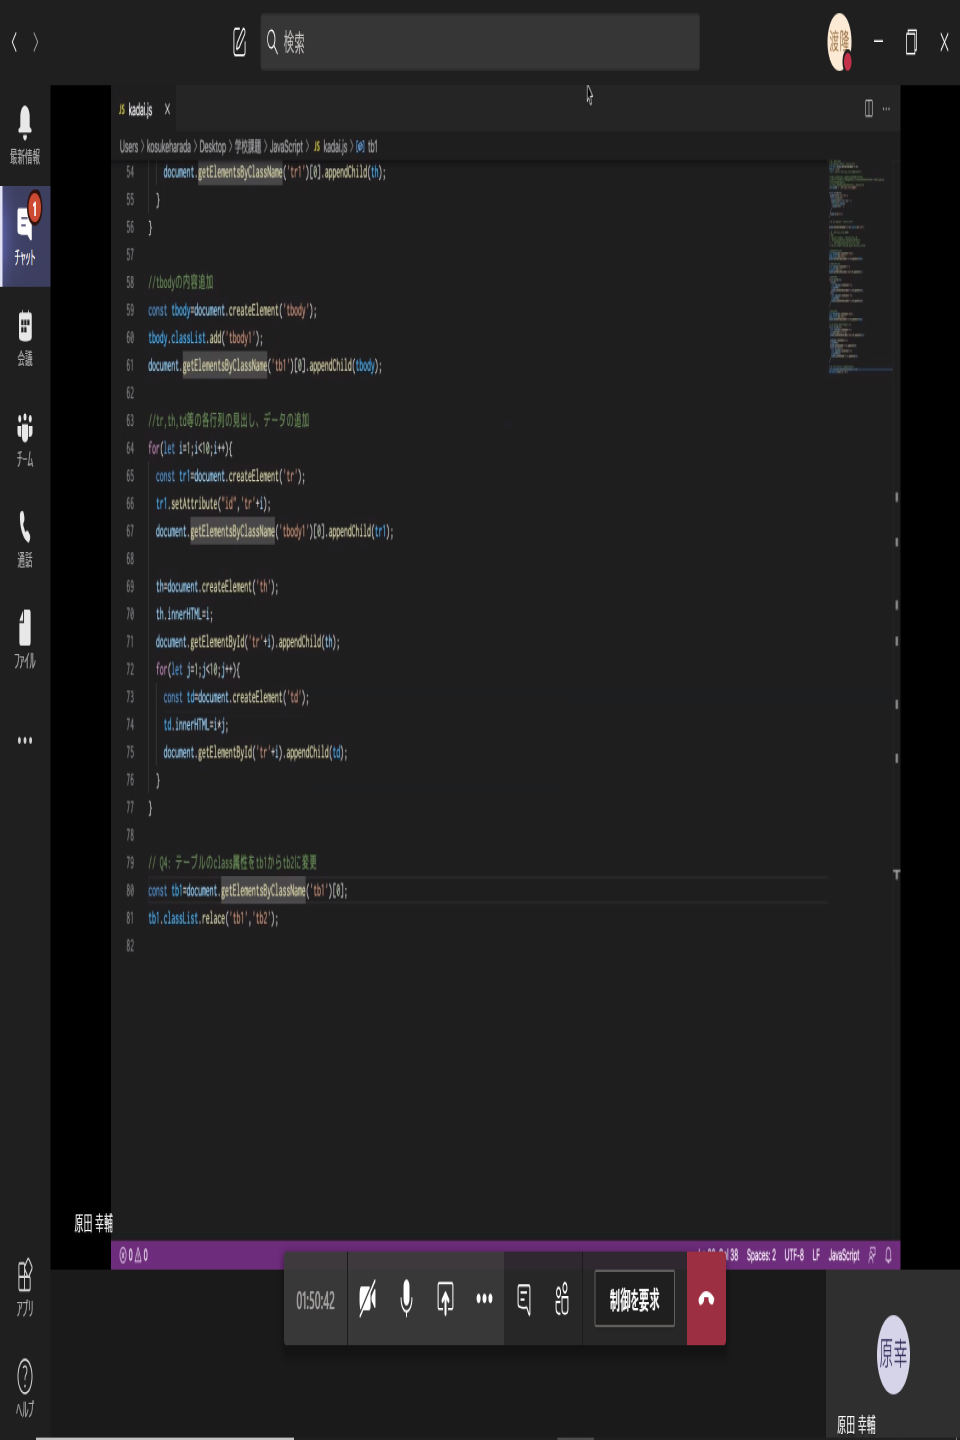 検索
渡隆
最新情報
1
チャット
会議
チーム
通話
ファイル
アプリ
ヘルプ
JS kadai.js
Users > kosukeharada > Desktop > 学校課題 > JavaScript > JS kadai.js > tb1
54 document.getElementsByClassName('tr1')[0].appendChild(th);
55 }
56 }
57
58 //tbodyの内容追加
59 const tbody=document.createElement('tbody');
60 tbody.classList.add('tbody1');
61 document.getElementsByClassName('tb1')[0].appendChild(tbody);
62
63 //tr,th,td等の各行列の見出し、データの追加
64 for(let i=1;i<10;i++){
65 const tr1=document.createElement('tr');
66 tr1.setAttribute("id",'tr'+i);
67 document.getElementsByClassName('tbody1')[0].appendChild(tr1);
68
69 th=document.createElement('th');
70 th.innerHTML=i;
71 document.getElementById('tr'+i).appendChild(th);
72 for(let j=1;j<10;j++){
73 const td=document.createElement('td');
74 td.innerHTML=i*j;
75 document.getElementById('tr'+i).appendChild(td);
76 }
77 }
78
79 // Q4: テーブルのclass属性をtb1からtb2に変更
80 const tb1=document.getElementsByClassName('tb1')[0];
81 tb1.classList.relace('tb1','tb2');
82
原田 幸輔
0 0
38 Spaces: 2 UTF-8 LF JavaScript
01:50:42
制御を要求
原幸
原田 幸輔